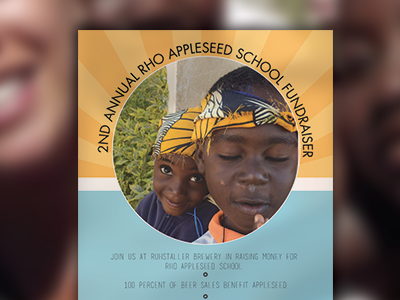 2ND ANNUAL RHO APPLESEED SCHOOL FUNDRAISER
JOIN US AT RUHSTALLER BREWERY IN RAISING MONEY FOR
RHO APPLESEED SCHOOL
100 PERCENT OF BEER SALES BENEFIT APPLESEED